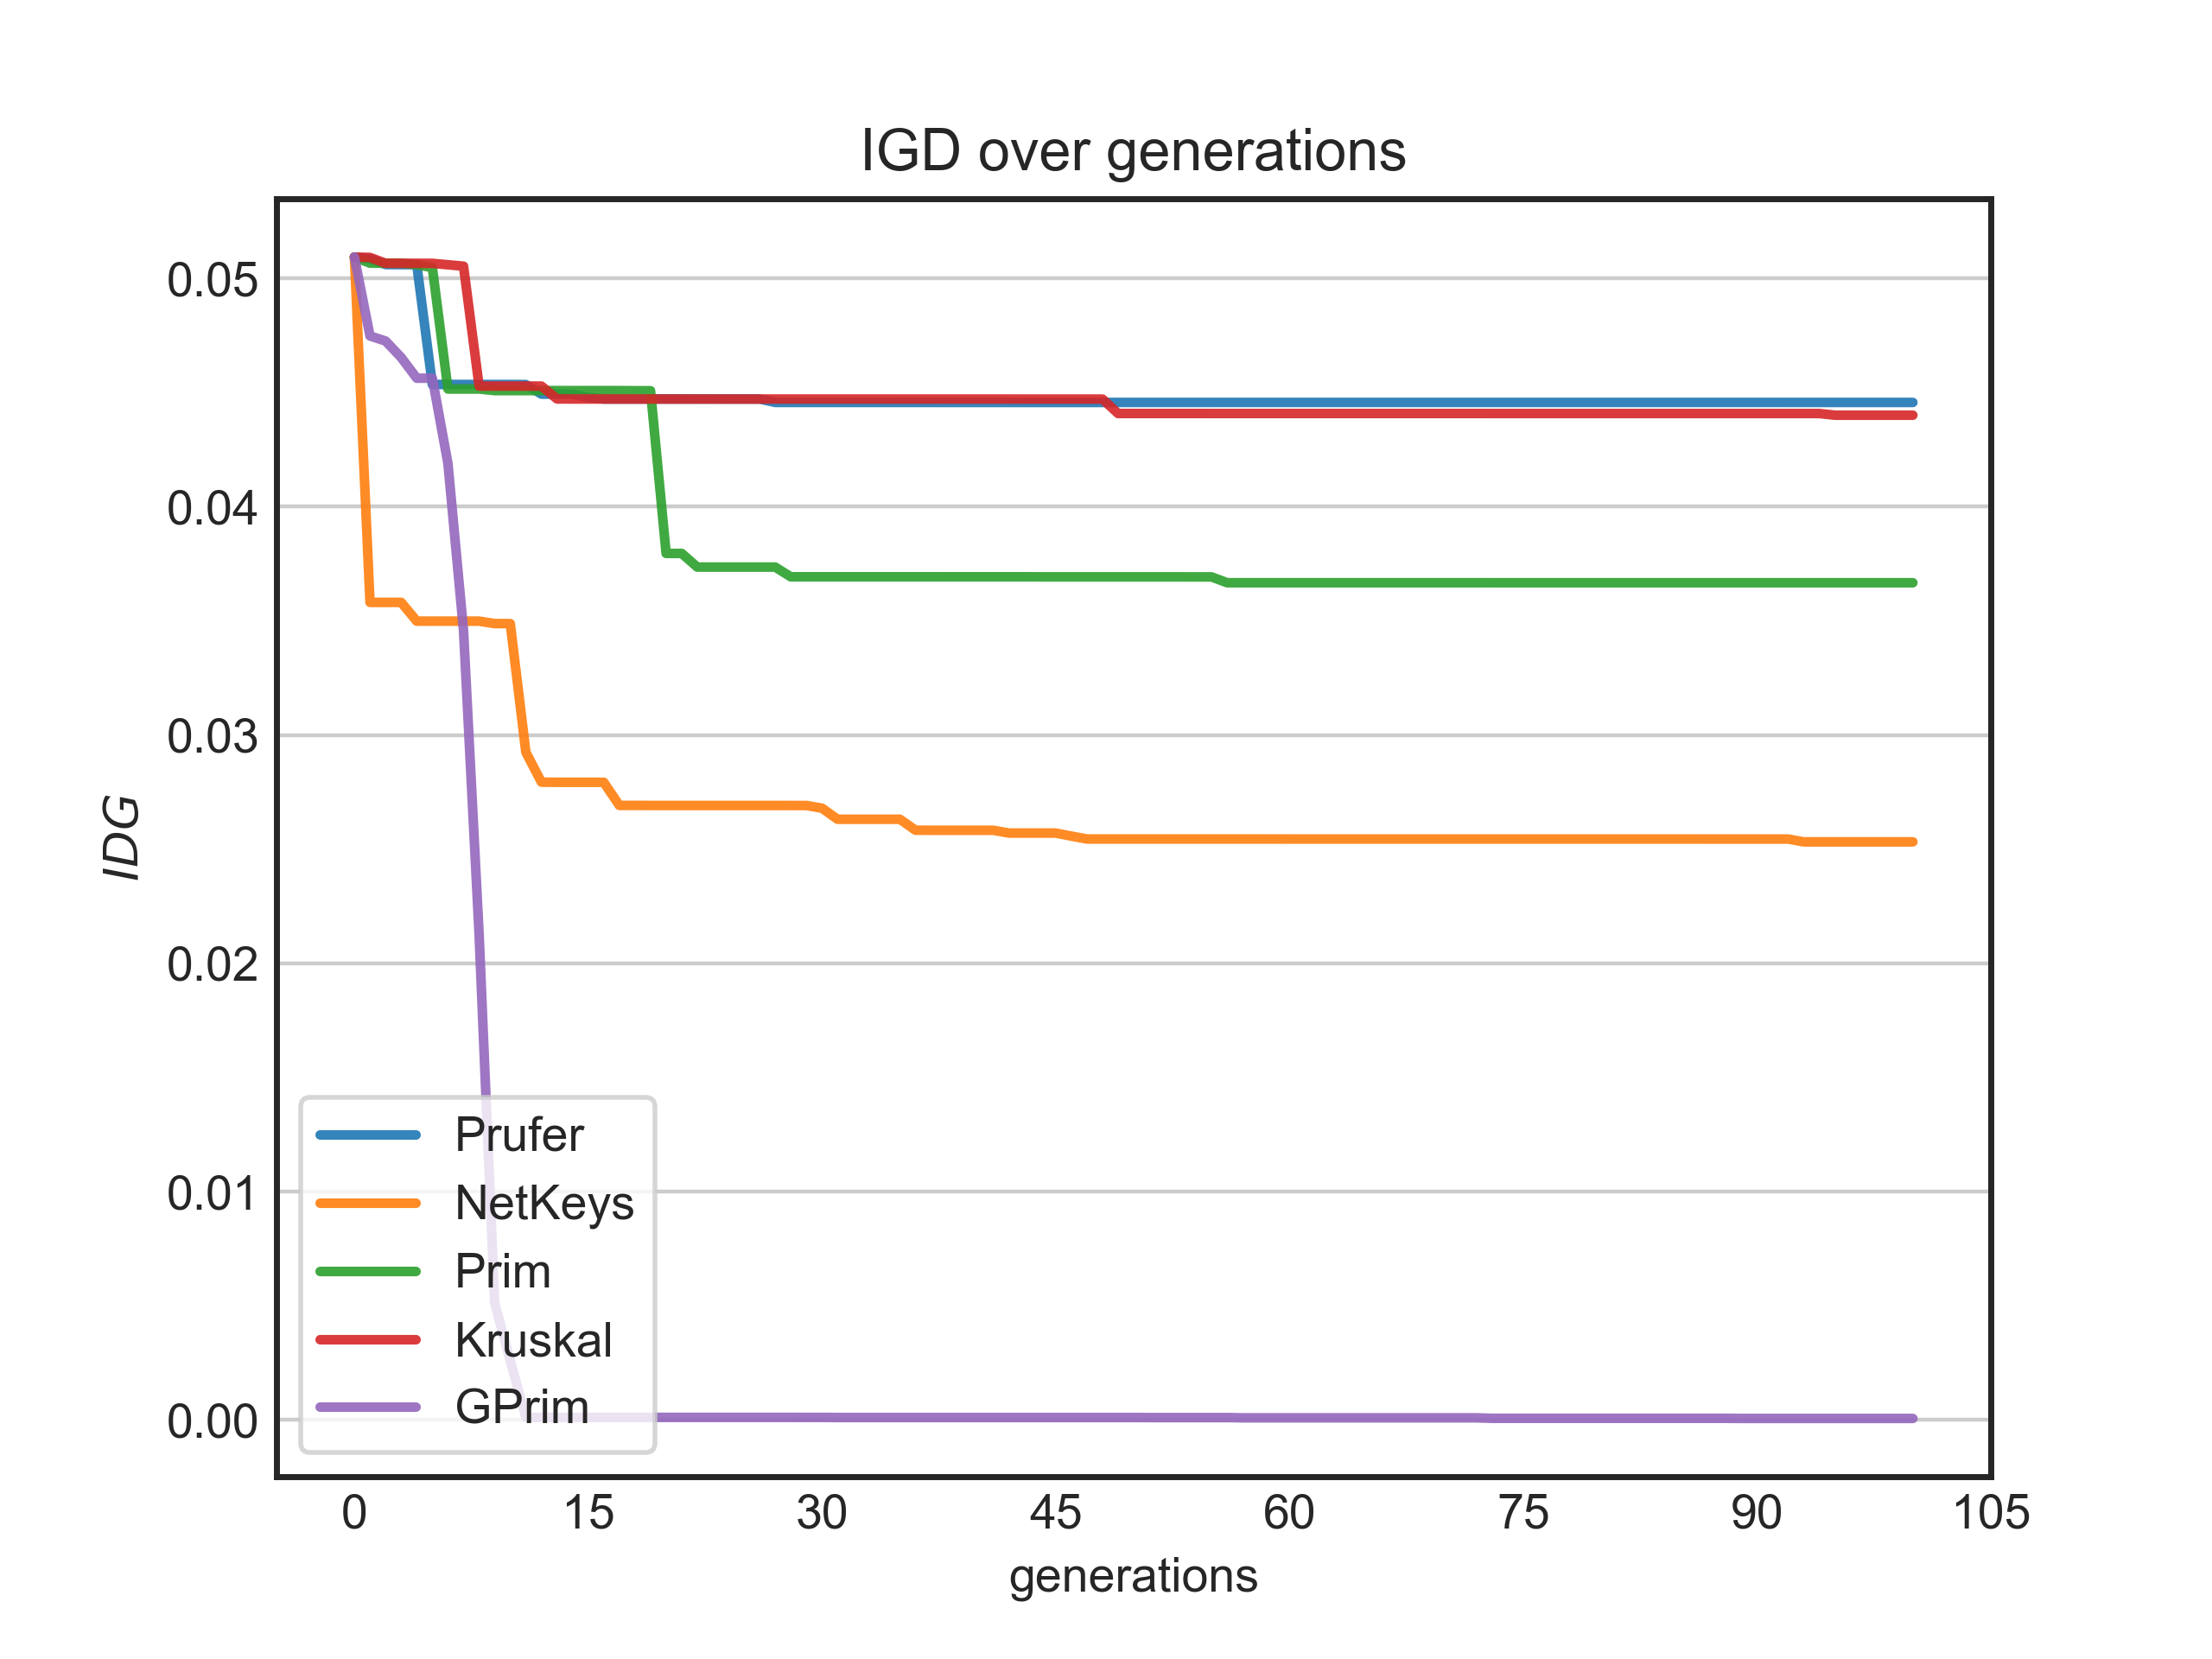 IGD over generations
0.05
0.04
0.03
0.02
0.01
0.00
IDG
Prufer
NetKeys
Prim
Kruskal
GPrim
0 15 30 45 60 75 90 105
generations